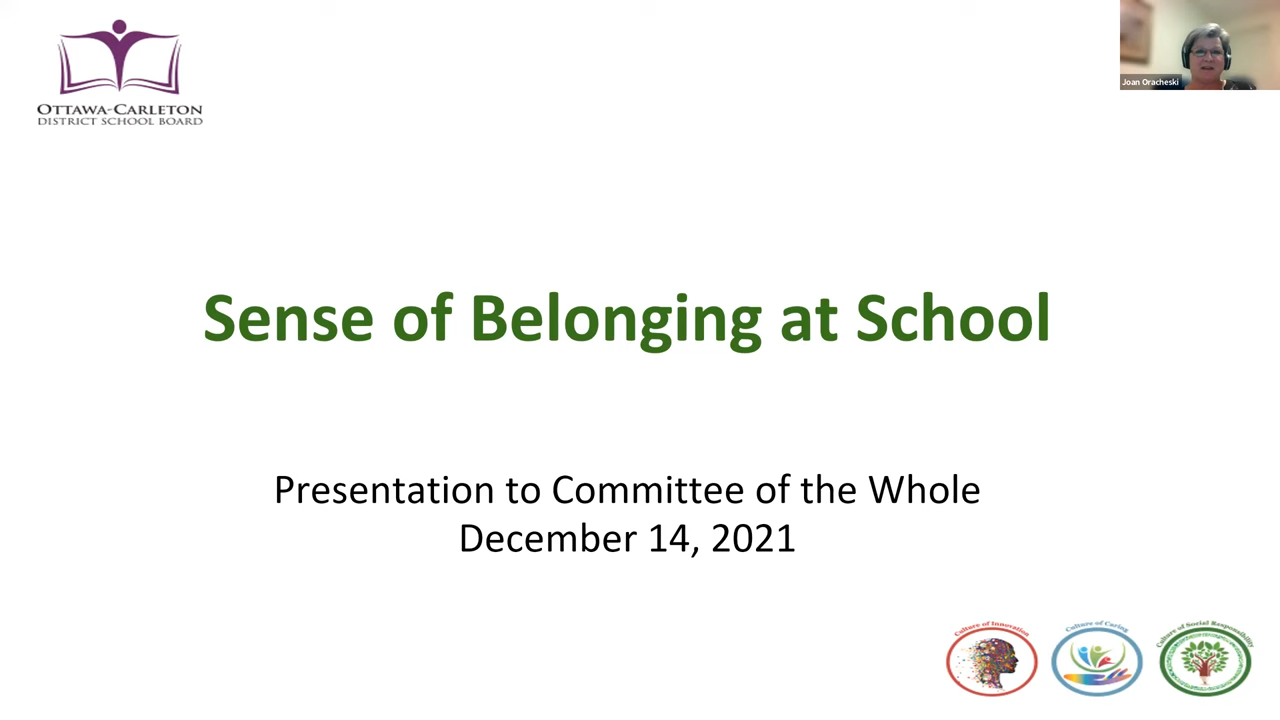 OTTAWA-CARLETON
DISTRICT SCHOOL BOARD
Joan Oracheski
Sense of Belonging at School
Presentation to Committee of the Whole
December 14, 2021
Culture of Innovation
Culture of Caring
Culture of Social Responsibility